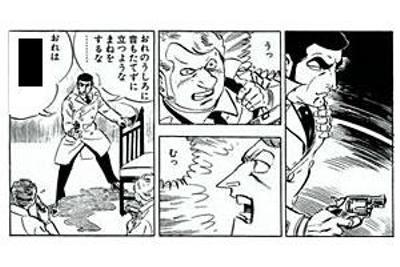 うっ
むっ
おれのうしろに
音もたてずに
立つような
まねを
するな
…………
おれは